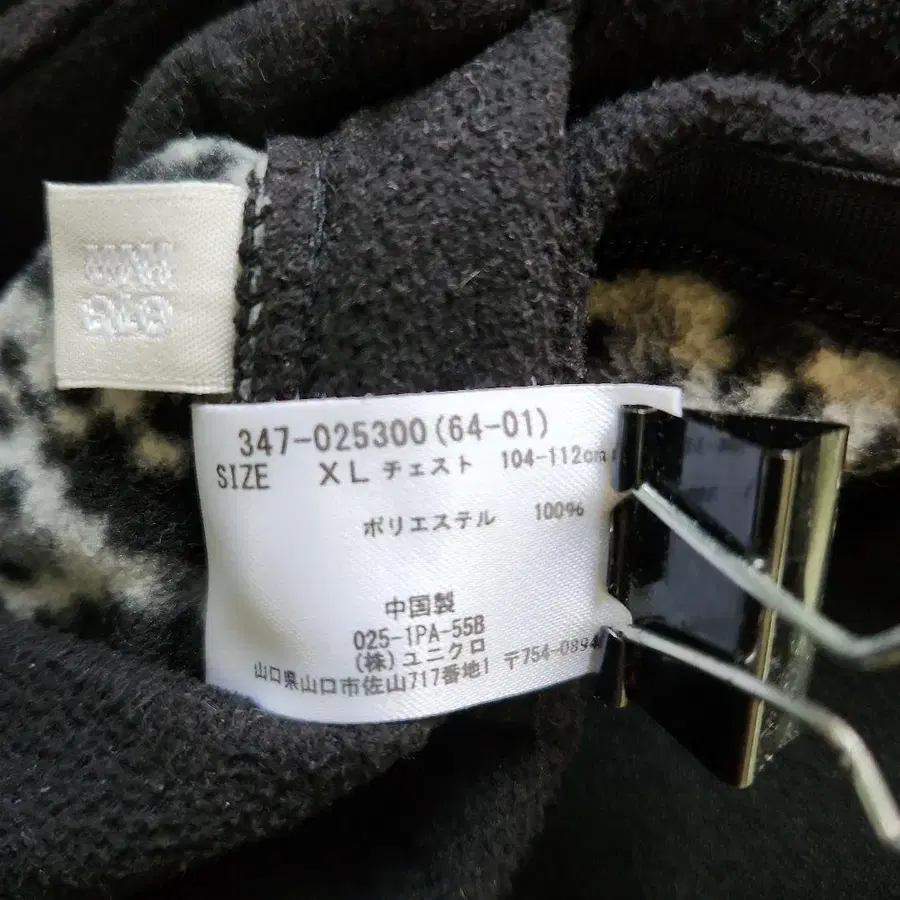 347-025300(64-01)
SIZE XL チェスト 104-112cm
ポリエステル 100%
中国製
025-1PA-55B
(株)ユニクロ
山口県山口市佐山717番地1 〒754-0894